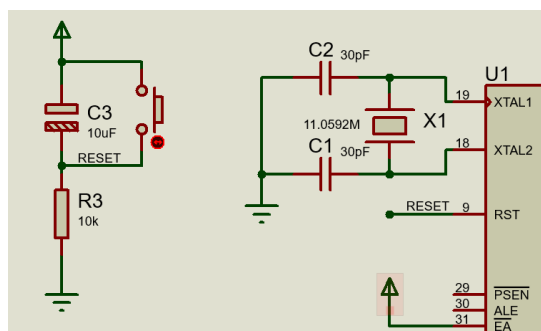 C3
10uF
RESET
R3
10k
C2
30pF
11.0592M
X1
C1
30pF
RESET
U1
19
XTAL1
18
XTAL2
9
RST
29
PSEN
30
ALE
31
EA